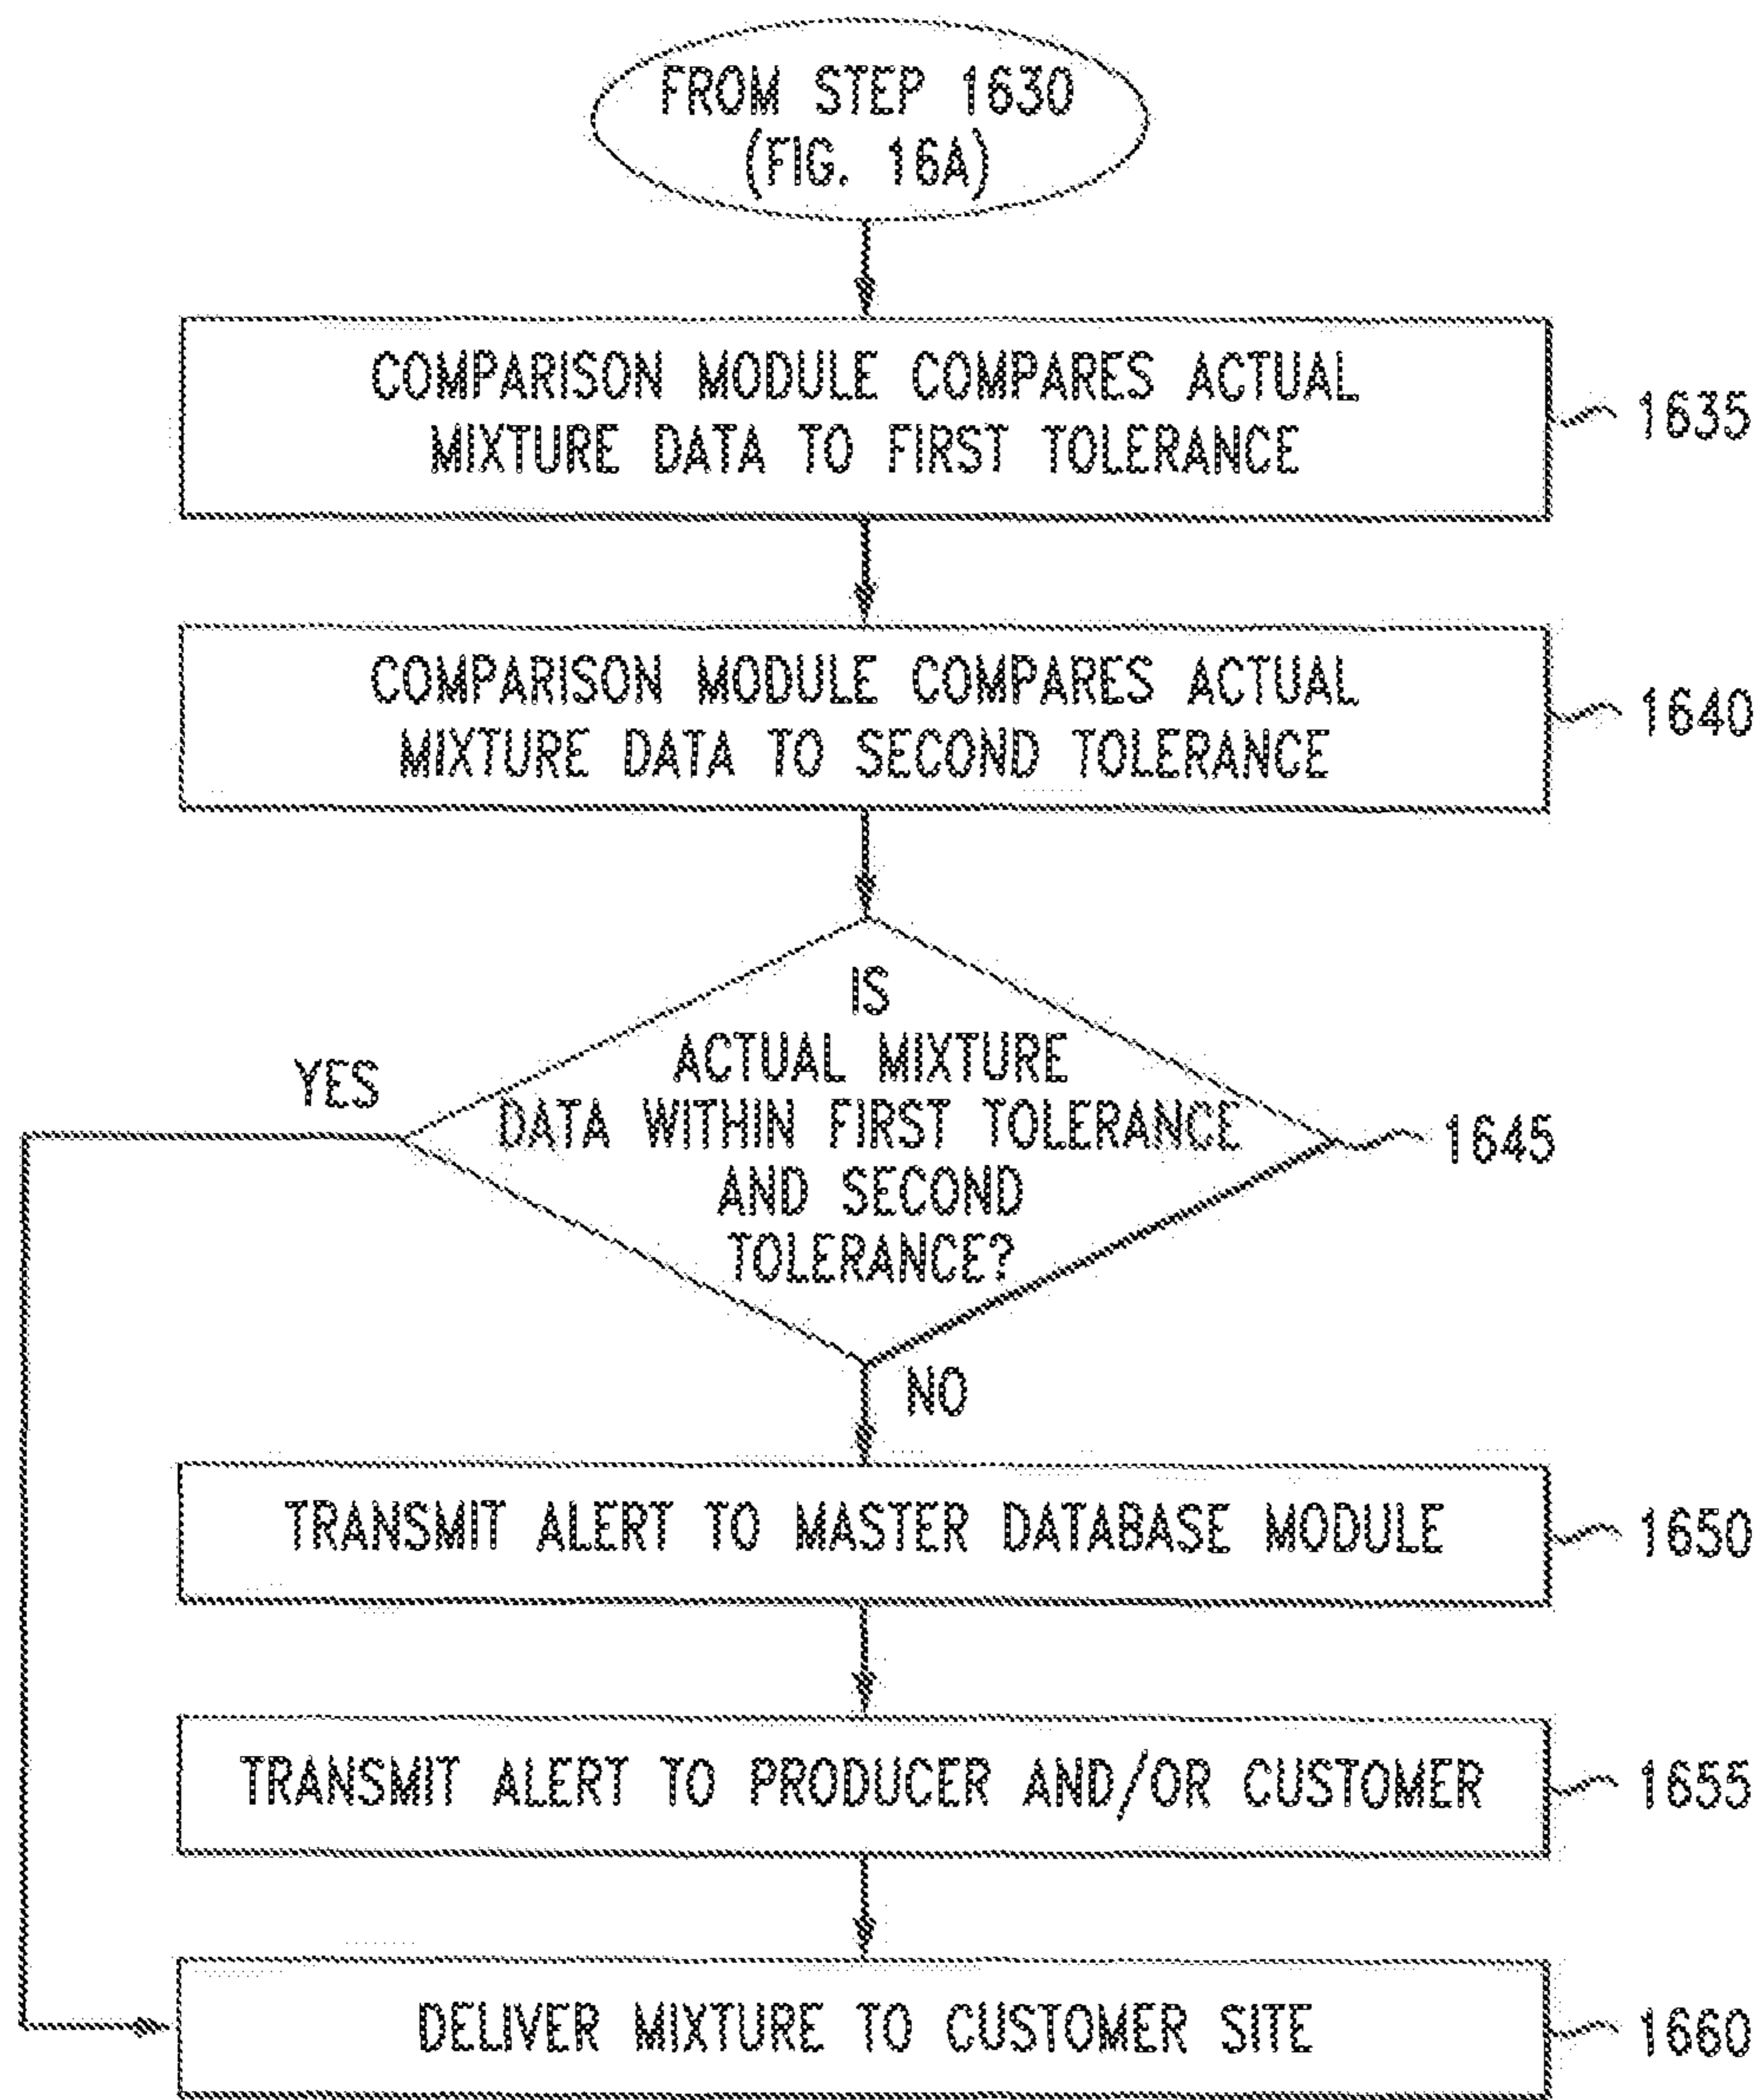 FROM STEP 1630
(FIG. 16A)
COMPARISON MODULE COMPARES ACTUAL
MIXTURE DATA TO FIRST TOLERANCE
1635
COMPARISON MODULE COMPARES ACTUAL
MIXTURE DATA TO SECOND TOLERANCE
1640
IS
ACTUAL MIXTURE
DATA WITHIN FIRST TOLERANCE
AND SECOND
TOLERANCE?
YES
1645
NO
TRANSMIT ALERT TO MASTER DATABASE MODULE
1650
TRANSMIT ALERT TO PRODUCER AND/OR CUSTOMER
1655
DELIVER MIXTURE TO CUSTOMER SITE
1660